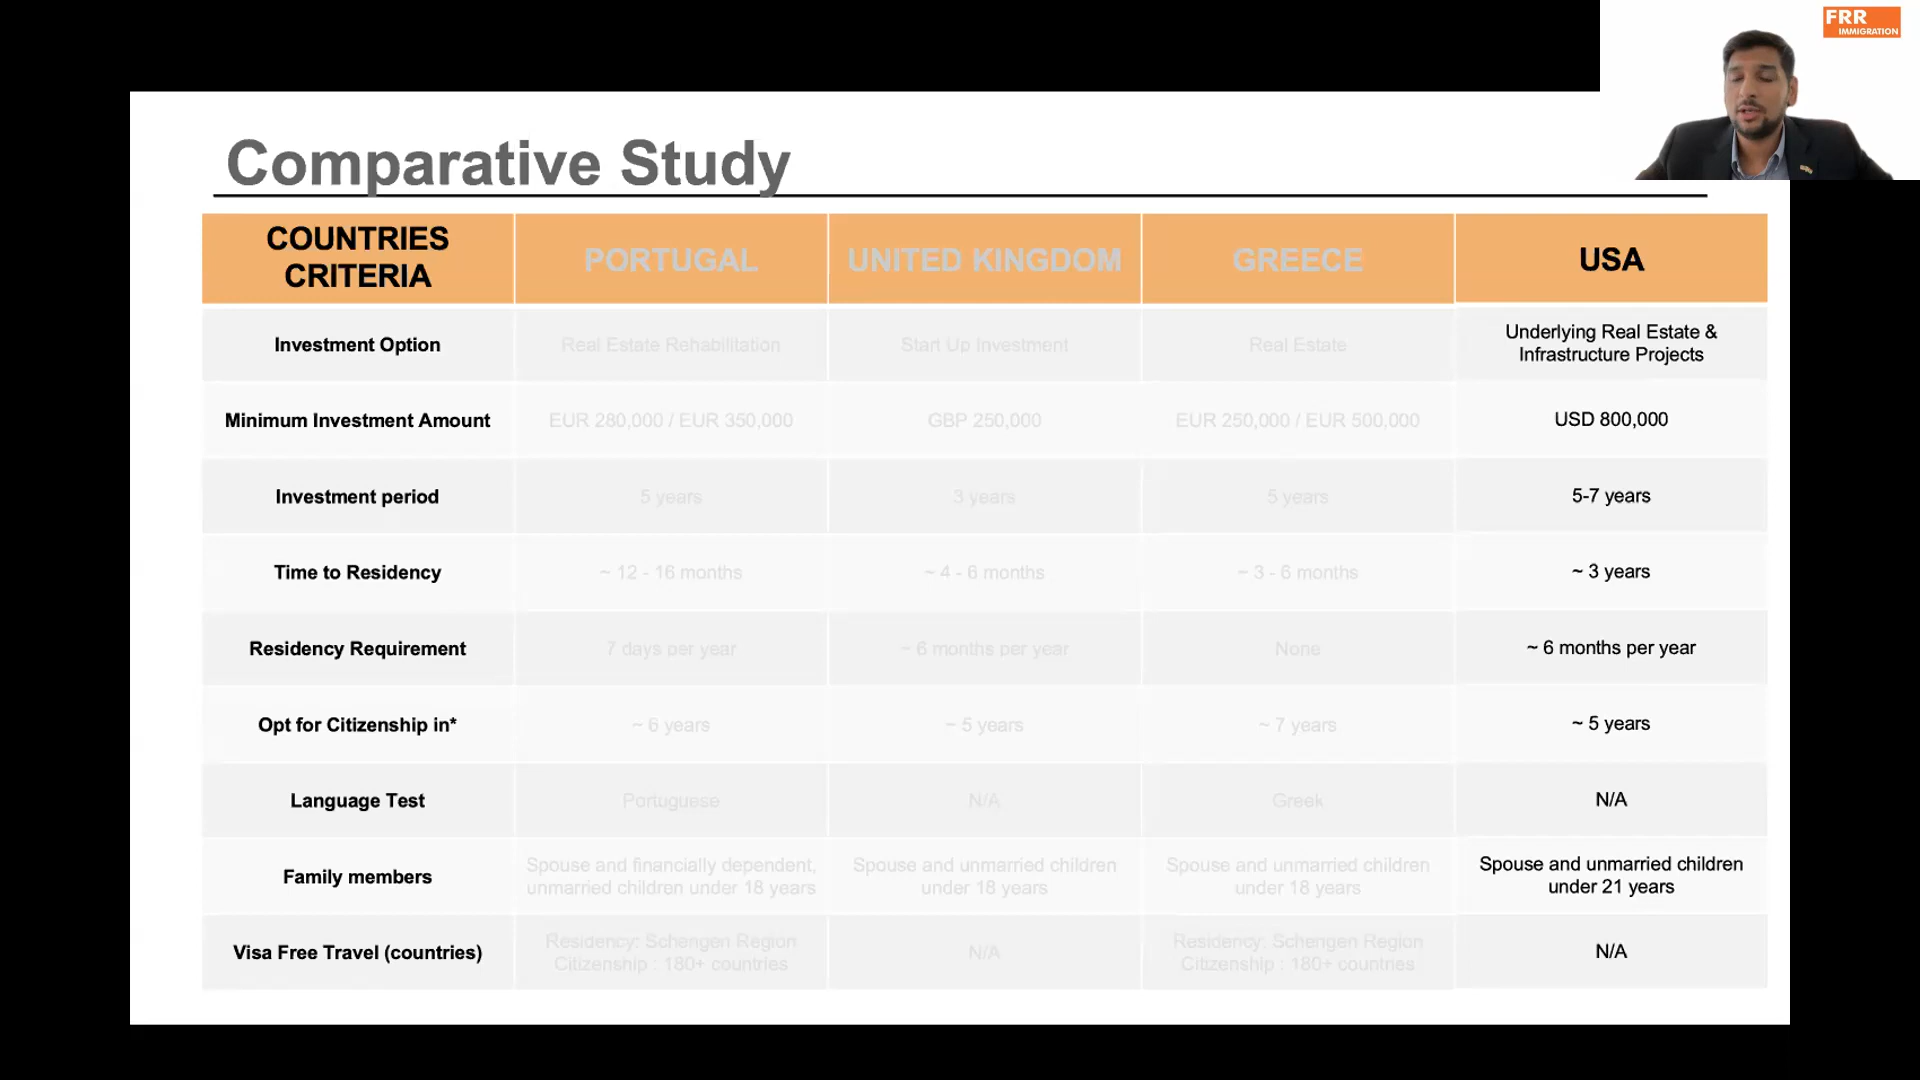 FRR
IMMIGRATION
Comparative Study
COUNTRIES
CRITERIA
PORTUGAL
UNITED KINGDOM
GREECE
USA
Investment Option
Real Estate Rehabilitation
Start Up Investment
Real Estate
Underlying Real Estate &
Infrastructure Projects
Minimum Investment Amount
EUR 280,000 / EUR 350,000
GBP 250,000
EUR 250,000 / EUR 500,000
USD 800,000
Investment period
5 years
3 years
5 years
5-7 years
Time to Residency
~ 12 - 16 months
~ 4 - 6 months
~ 3 - 6 months
~ 3 years
Residency Requirement
7 days per year
~ 6 months per year
None
~ 6 months per year
Opt for Citizenship in*
~ 6 years
~ 5 years
~ 7 years
~ 5 years
Language Test
Portuguese
N/A
Greek
N/A
Family members
Spouse and financially dependent,
unmarried children under 18 years
Spouse and unmarried children
under 18 years
Spouse and unmarried children
under 18 years
Spouse and unmarried children
under 21 years
Visa Free Travel (countries)
Residency: Schengen Region
Citizenship : 180+ countries
N/A
Residency: Schengen Region
Citizenship : 180+ countries
N/A